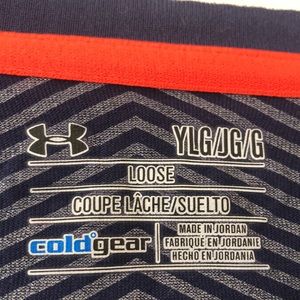 YLG/JG/G
LOOSE
COUPE LÂCHE/SUELTO
coldgear
MADE IN JORDAN
FABRIQUÉ EN JORDANIE
HECHO EN JORDANIA